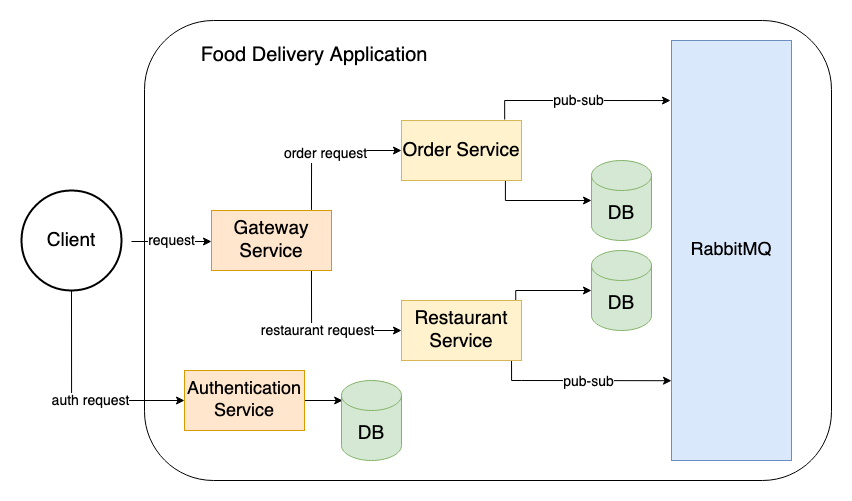 Food Delivery Application
pub-sub
order request
Order Service
DB
Client
request
Gateway
Service
RabbitMQ
DB
restaurant request
Restaurant
Service
pub-sub
auth request
Authentication
Service
DB